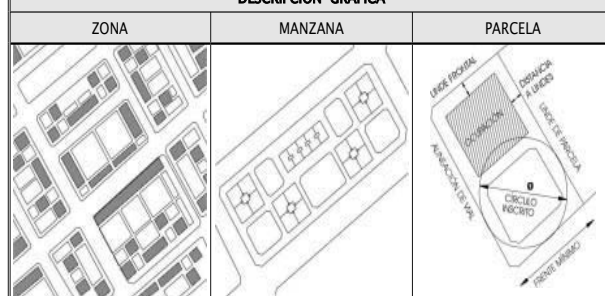 DESCRIPCIÓN GRÁFICA
ZONA
MANZANA
PARCELA
LINDE FRONTAL
DISTANCIA
A LINDES
OCUPACIÓN
LINDE DE PARCELA
ALINEACIÓN DE VIAL
CÍRCULO
INSCRITO
FRENTE MÍNIMO